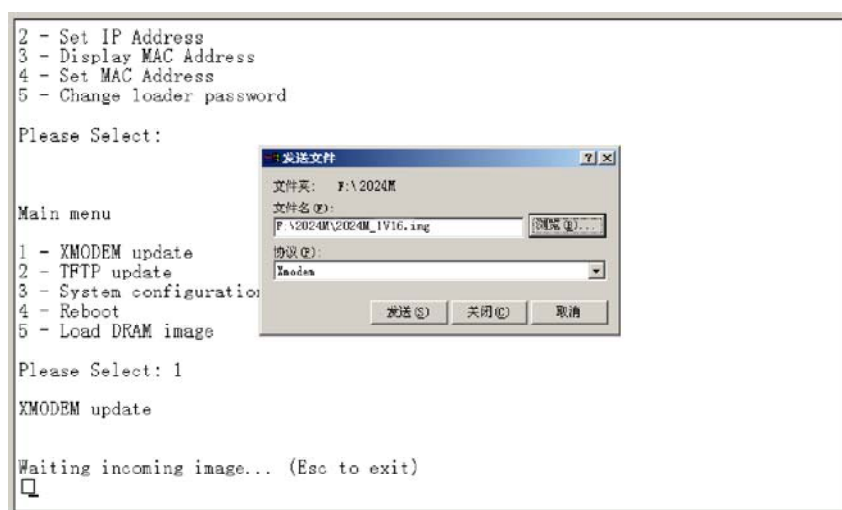 2 - Set IP Address
3 - Display MAC Address
4 - Set MAC Address
5 - Change loader password
Please Select:
Main menu
1 - XMODEM update
2 - TFTP update
3 - System configuratio
4 - Reboot
5 - Load DRAM image
Please Select: 1
XMODEM update
Waiting incoming image... (Esc to exit)
发送文件
文件夹: F:\2024M
文件名(F):
F:\2024M\2024M_1V16.img
浏览(B)...
协议(P):
Xmodem
发送(S)
关闭(C)
取消